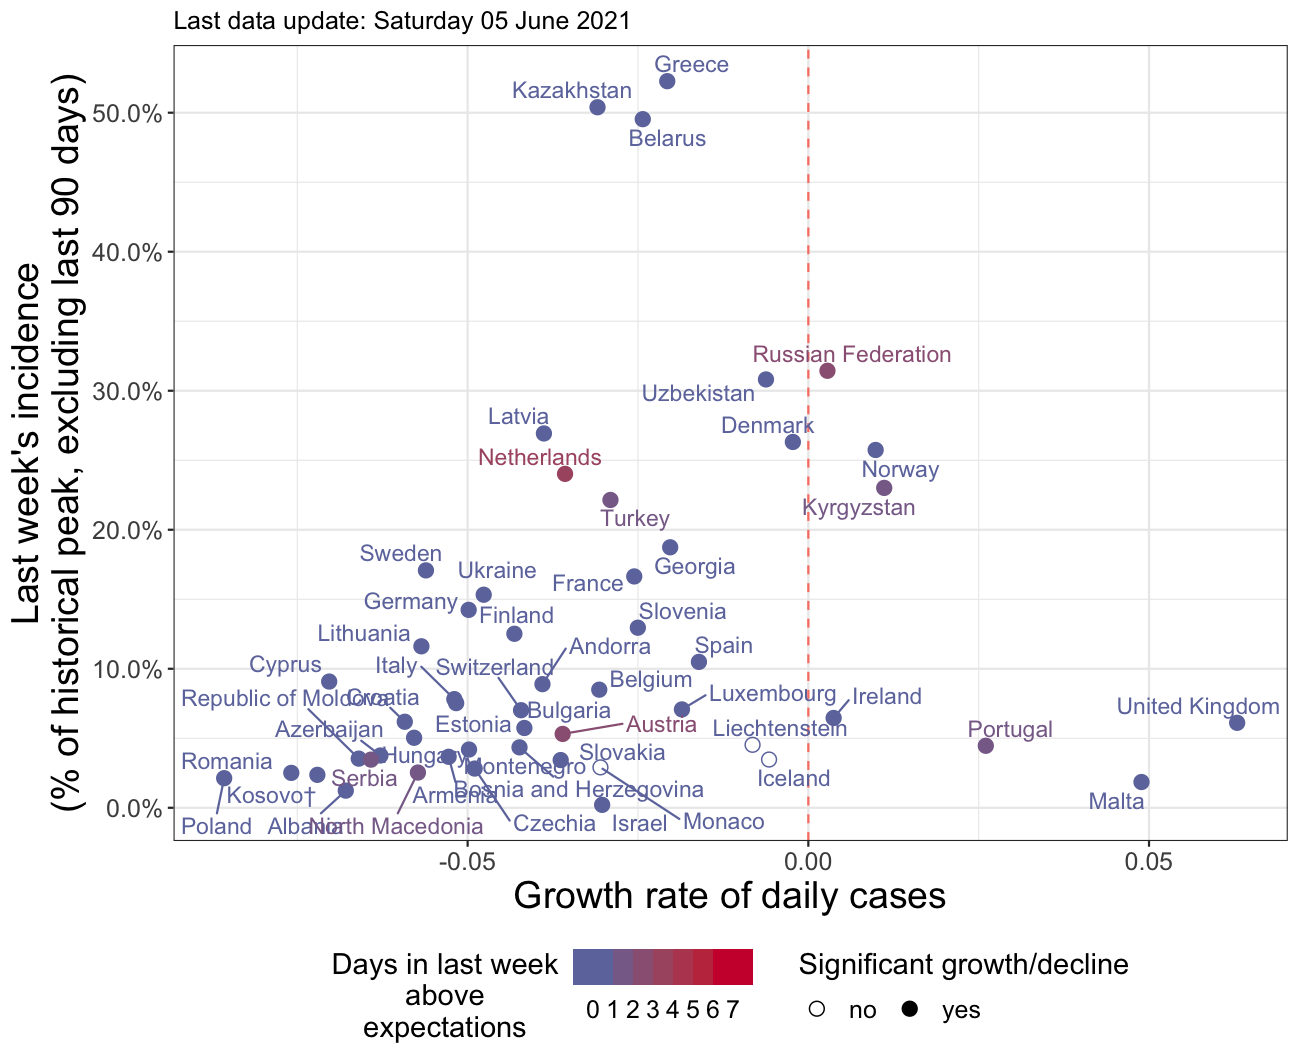 Last data update: Saturday 05 June 2021
Last week's incidence
(% of historical peak, excluding last 90 days)
50.0%
40.0%
30.0%
20.0%
10.0%
0.0%
Greece
Kazakhstan
Belarus
Russian Federation
Uzbekistan
Latvia
Denmark
Netherlands
Norway
Kyrgyzstan
Turkey
Sweden
Georgia
Ukraine
France
Germany
Finland
Slovenia
Lithuania
Andorra
Spain
Cyprus
Italy
Switzerland
Belgium
Republic of Moldova
Croatia
Luxembourg
Ireland
United Kingdom
Bulgaria
Azerbaijan
Estonia
Austria
Liechtenstein
Portugal
Romania
Hungary
Slovakia
Montenegro
Serbia
Iceland
Kosovo†
Armenia
Bosnia and Herzegovina
Malta
Poland
Albania
North Macedonia
Czechia
Israel
Monaco
-0.05
0.00
0.05
Growth rate of daily cases
Days in last week
above
expectations
0 1 2 3 4 5 6 7
Significant growth/decline
no
yes